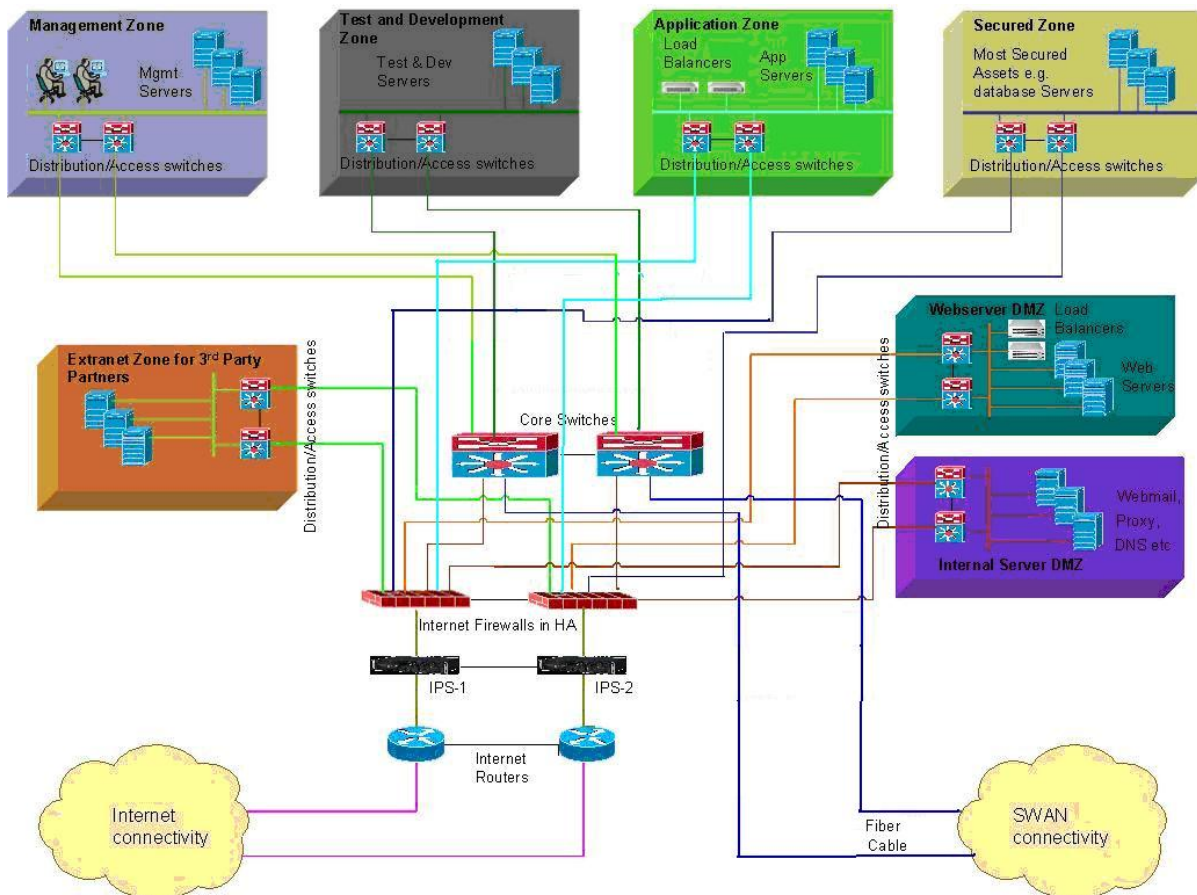 Management Zone
Mgmt
Servers
Distribution/Access switches
Test and Development
Zone
Test & Dev
Servers
Distribution/Access switches
Application Zone
Load
Balancers
App
Servers
Distribution/Access switches
Secured Zone
Most Secured
Assets e.g.
database Servers
Distribution/Access switches
Extranet Zone for 3rd Party
Partners
Distribution/Access switches
Core Switches
Webserver DMZ
Load
Balancers
Web
Servers
Distribution/Access switches
Webmail,
Proxy,
DNS etc
Internal Server DMZ
Internet Firewalls in HA
IPS-1
IPS-2
Internet
Routers
Internet
connectivity
Fiber
Cable
SWAN
connectivity